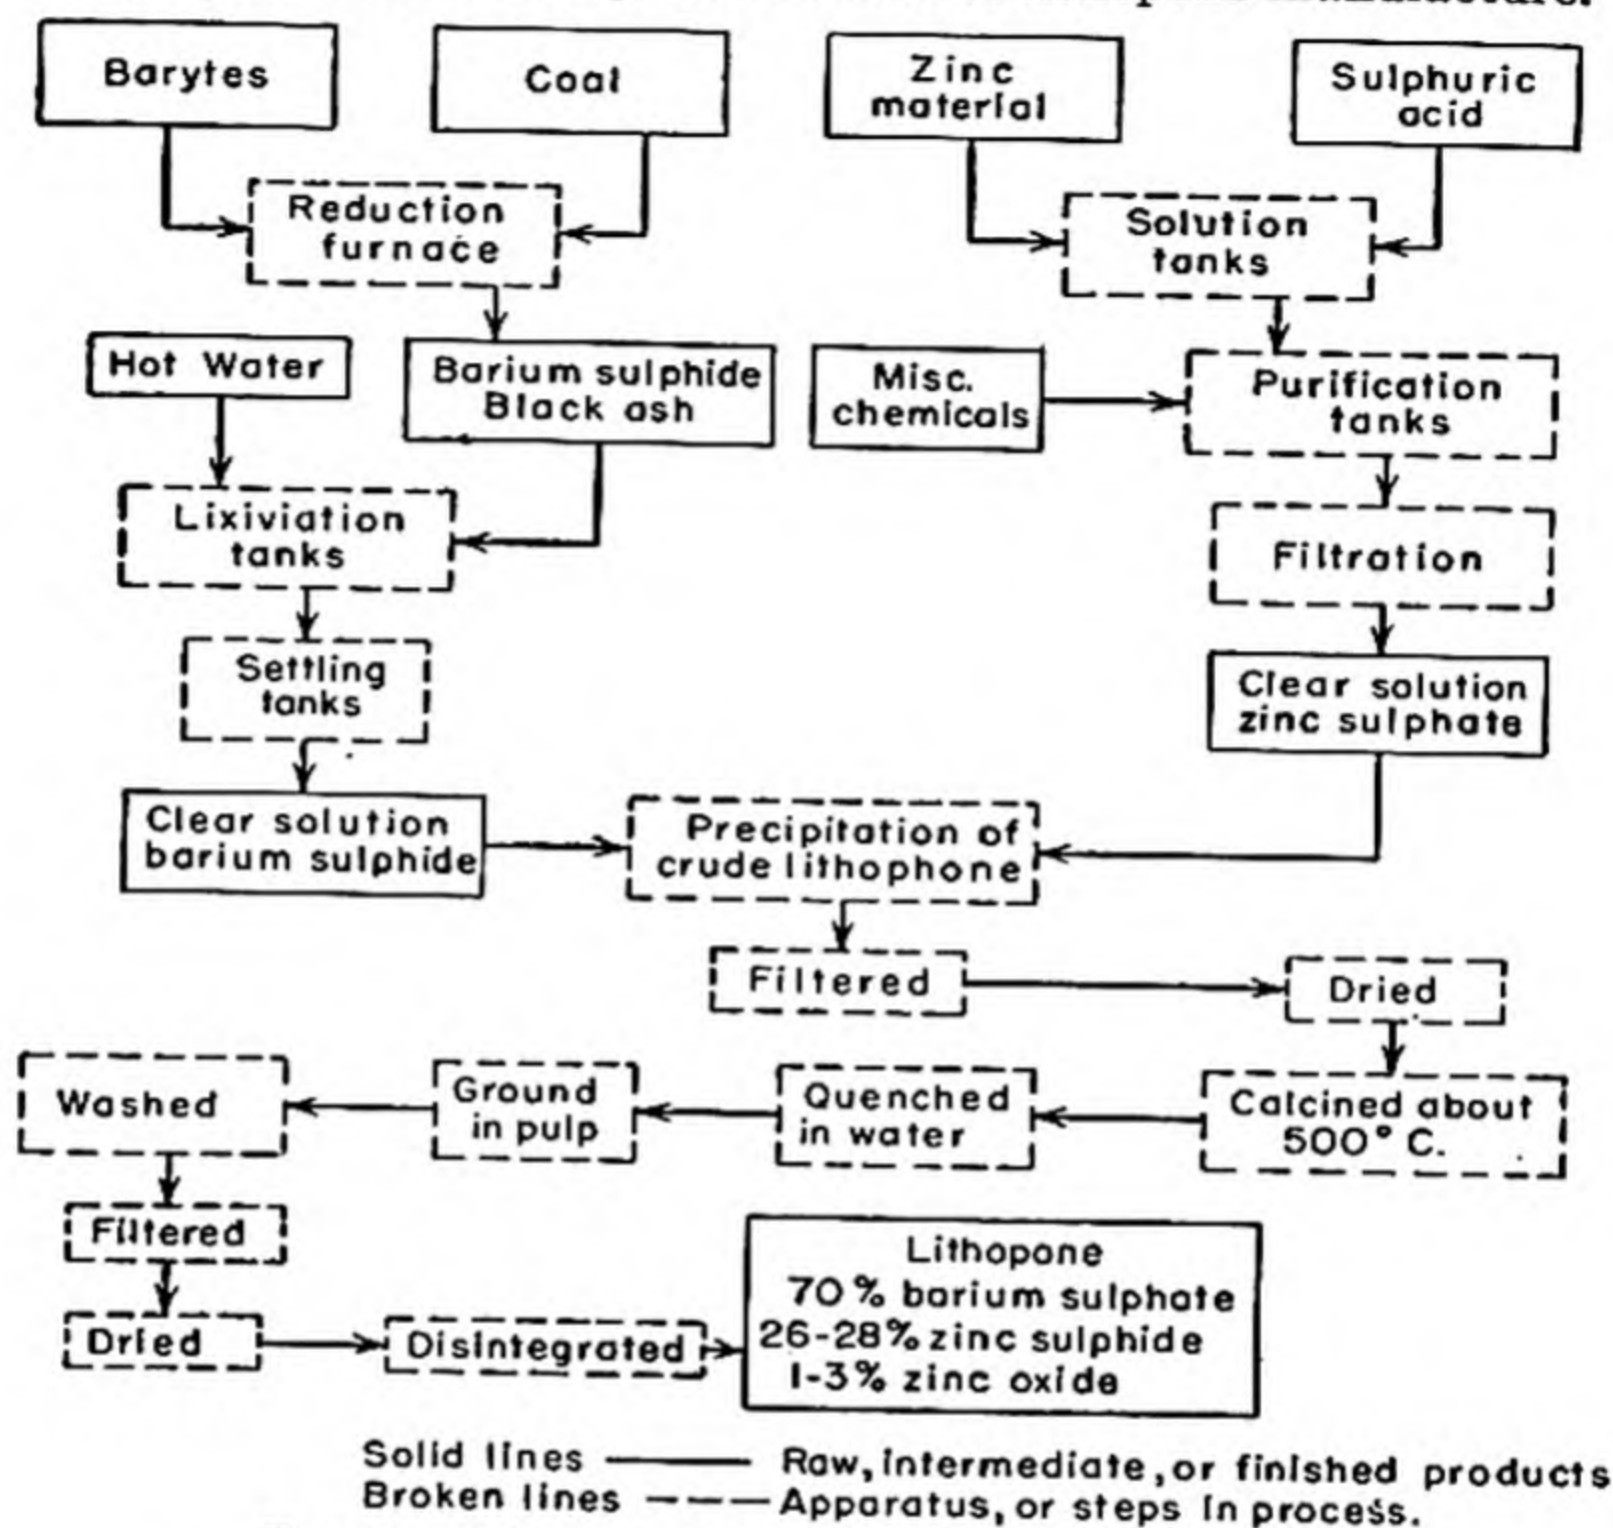 manufacture.
Barytes
Coal
Zinc
material
Sulphuric
acid
Reduction
furnace
Solution
tanks
Hot Water
Barium sulphide
Black ash
Misc.
chemicals
Purification
tanks
Lixiviation
tanks
Filtration
Settling
tanks
Clear solution
zinc sulphate
Clear solution
barium sulphide
Precipitation of
crude lithophone
Filtered
Dried
Washed
Ground
in pulp
Quenched
in water
Calcined about
500° C.
Filtered
Lithopone
70% barium sulphate
26-28% zinc sulphide
1-3% zinc oxide
Dried
Disintegrated
Solid lines ——— Raw, intermediate, or finished products
Broken lines – – – – Apparatus, or steps in process.